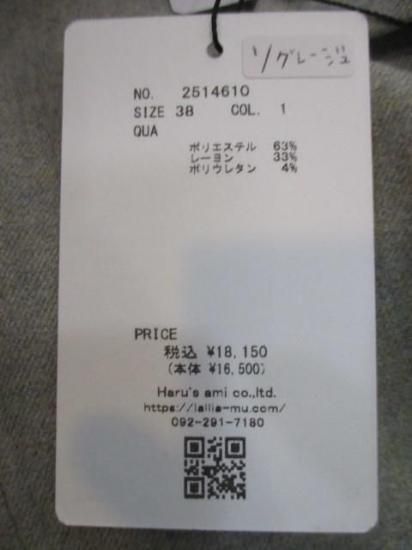 グレージュ
NO. 2514610
SIZE 38 COL. 1
QUA
ポリエステル 63%
レーヨン 33%
ポリウレタン 4%
PRICE
税込 ¥18,150
(本体 ¥16,500)
Haru's ami co.,ltd.
https://lallia-mu.com/
092-291-7180